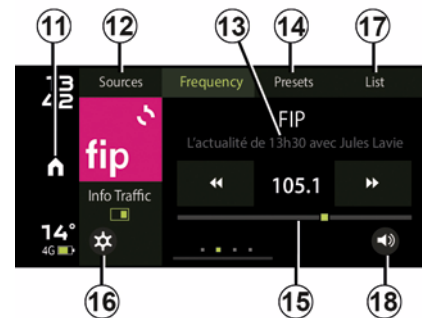 11 12 13 14 17
13 Sources Frequency Presets List
42
FIP
L'actualité de 13h30 avec Jules Lavie
fip
105.1
Info Traffic
14°
4G
16 15 18